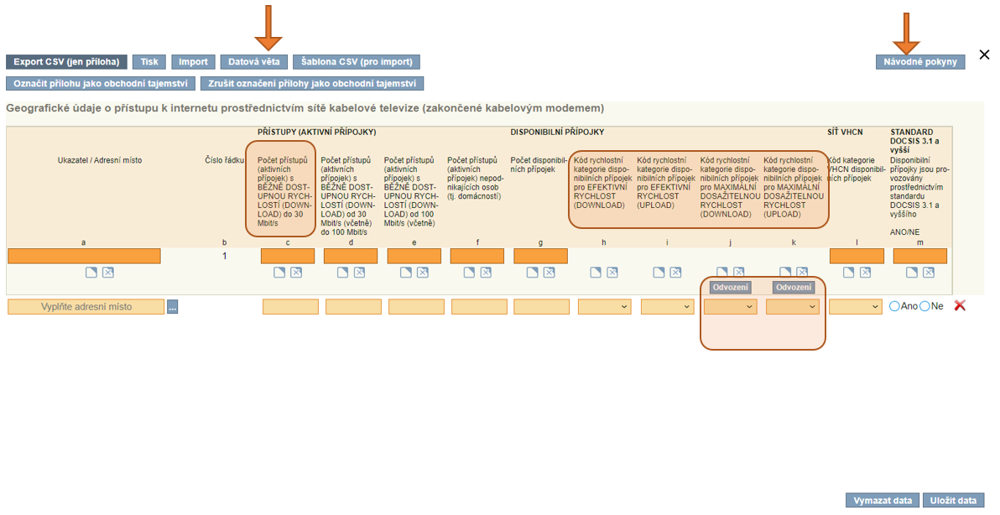 Export CSV (jen příloha) Tisk Import Datová věta Šablona CSV (pro import) Návodné pokyny
Označit přílohu jako obchodní tajemství Zrušit označení přílohy jako obchodní tajemství
Geografické údaje o přístupu k internetu prostřednictvím sítě kabelové televize (zakončené kabelovým modemem)
PŘÍSTUPY (AKTIVNÍ PŘÍPOJKY)
DISPONIBILNÍ PŘÍPOJKY
SÍŤ VHCN
STANDARD
DOCSIS 3.1 a
vyšší
Ukazatel / Adresní místo
Číslo řádku
Počet přístupů
(aktivních
přípojek) s
BĚŽNĚ DOST-
UPNOU RYCH-
LOSTÍ (DOWN-
LOAD) do 30
Mbit/s
Počet přístupů
(aktivních
přípojek) s
BĚŽNĚ DOST-
UPNOU RYCH-
LOSTÍ (DOWN-
LOAD) od 30
Mbit/s (včetně)
do 100 Mbit/s
Počet přístupů
(aktivních
přípojek) s
BĚŽNĚ DOST-
UPNOU RYCH-
LOSTÍ (DOWN-
LOAD) od 100
Mbit/s (včetně)
Počet přístupů
(aktivních
přípojek) nepod-
nikajících osob
(tj. domácností)
Počet disponibil-
ních přípojek
Kód rychlostní
kategorie dispo-
nibilních přípojek
pro EFEKTIVNÍ
RYCHLOST
(DOWNLOAD)
Kód rychlostní
kategorie dispo-
nibilních přípojek
pro EFEKTIVNÍ
RYCHLOST
(UPLOAD)
Kód rychlostní
kategorie dispo-
nibilních přípojek
pro MAXIMÁLNÍ
DOSAŽITELNOU
RYCHLOST
(DOWNLOAD)
Kód rychlostní
kategorie dispo-
nibilních přípojek
pro MAXIMÁLNÍ
DOSAŽITELNOU
RYCHLOST
(UPLOAD)
Kód kategorie
VHCN disponibil-
ních přípojek
Disponibilní
přípojky jsou pro-
vozovány
prostřednictvím
standardu
DOCSIS 3.1 a
vyššího
ANO/NE
a b c d e f g h i j k l m
1
Odvození Odvození
Vyplňte adresní místo ... Ano Ne
Vymazat data Uložit data